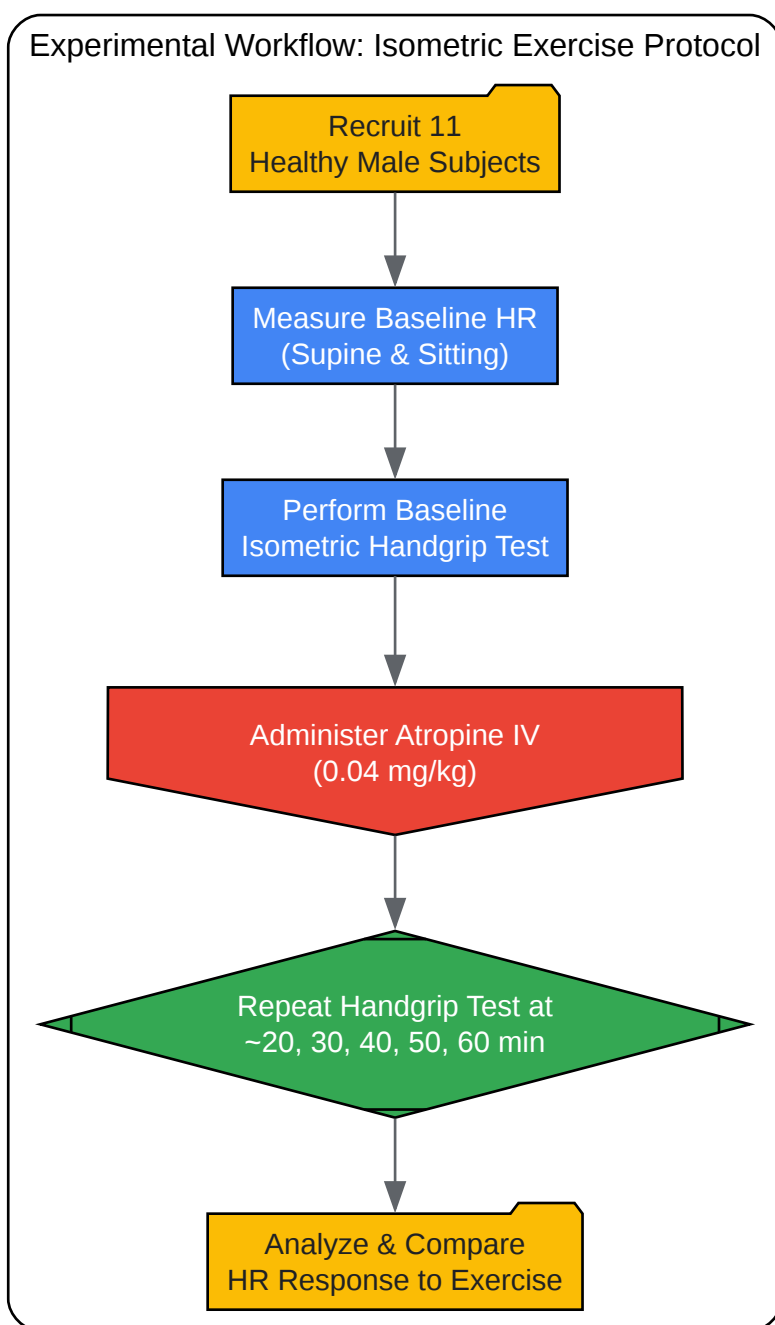 Experimental Workflow: Isometric Exercise Protocol
Recruit 11
Healthy Male Subjects
Measure Baseline HR
(Supine & Sitting)
Perform Baseline
Isometric Handgrip Test
Administer Atropine IV
(0.04 mg/kg)
Repeat Handgrip Test at
~20, 30, 40, 50, 60 min
Analyze & Compare
HR Response to Exercise